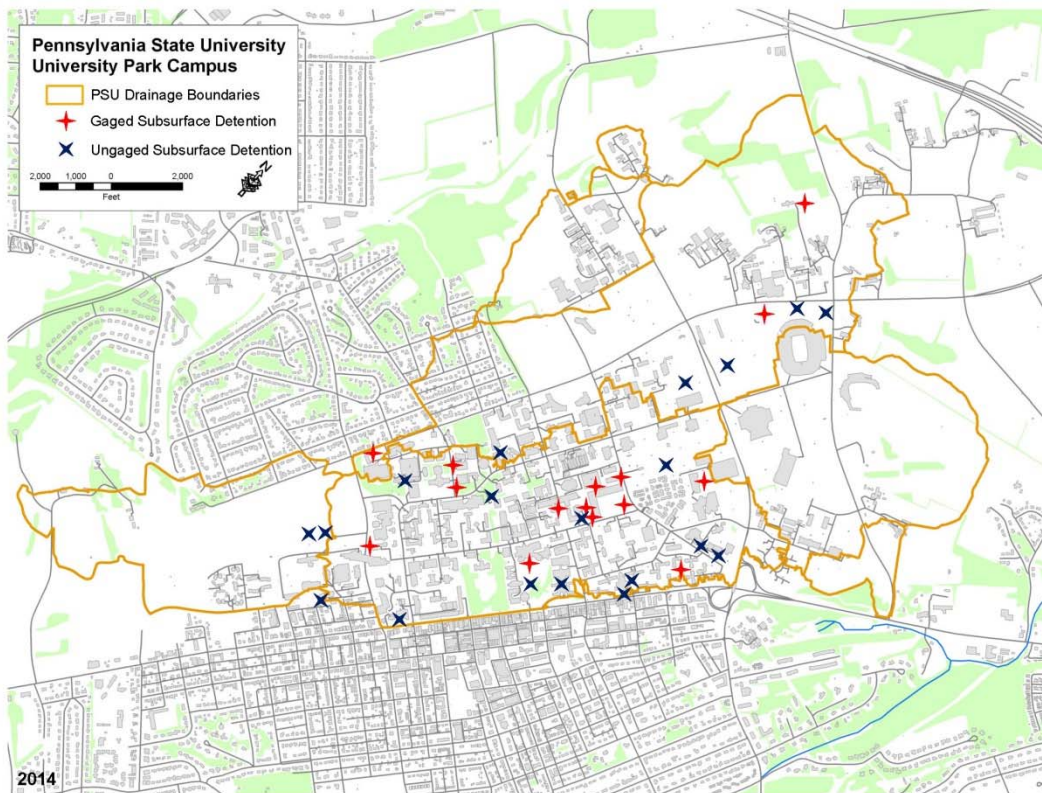 Pennsylvania State University
University Park Campus
PSU Drainage Boundaries
Gaged Subsurface Detention
Ungaged Subsurface Detention
2,000 1,000 0 2,000
Feet
N
2014